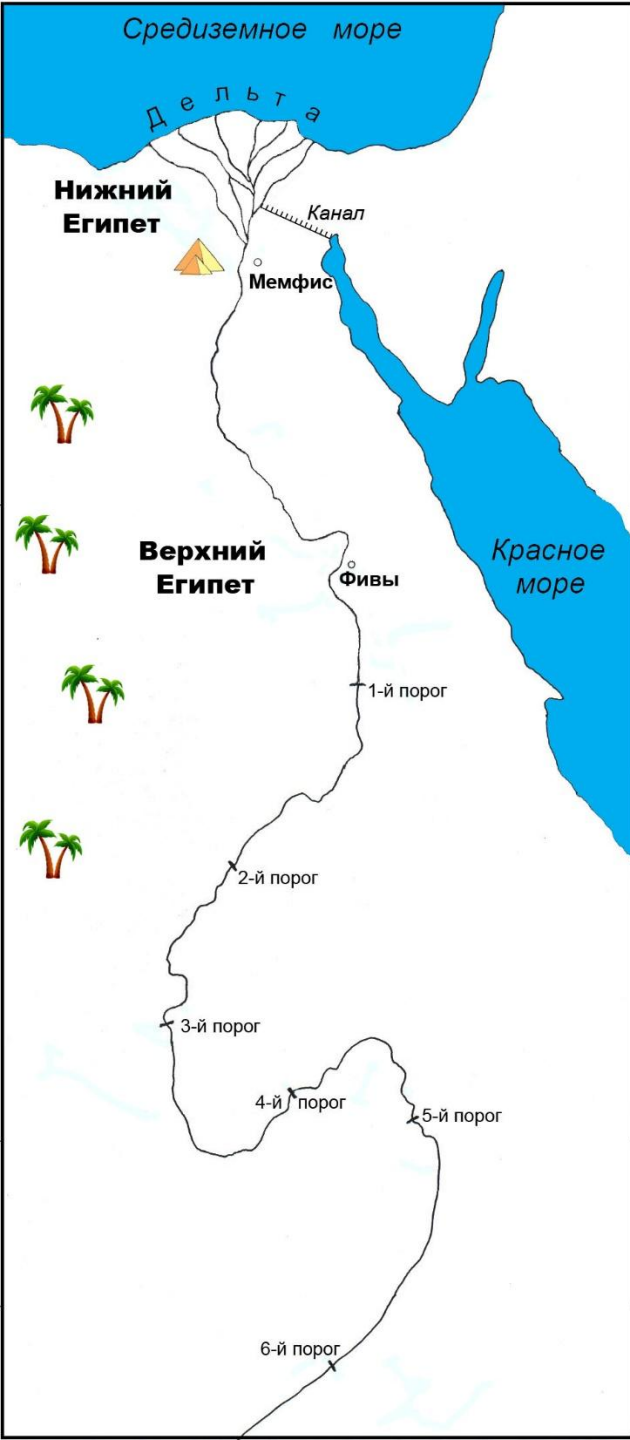 Средиземное море
Дельта
Нижний
Египет
Канал
Мемфис
Верхний
Египет
Фивы
Красное
море
1-й порог
2-й порог
3-й порог
4-й порог
5-й порог
6-й порог